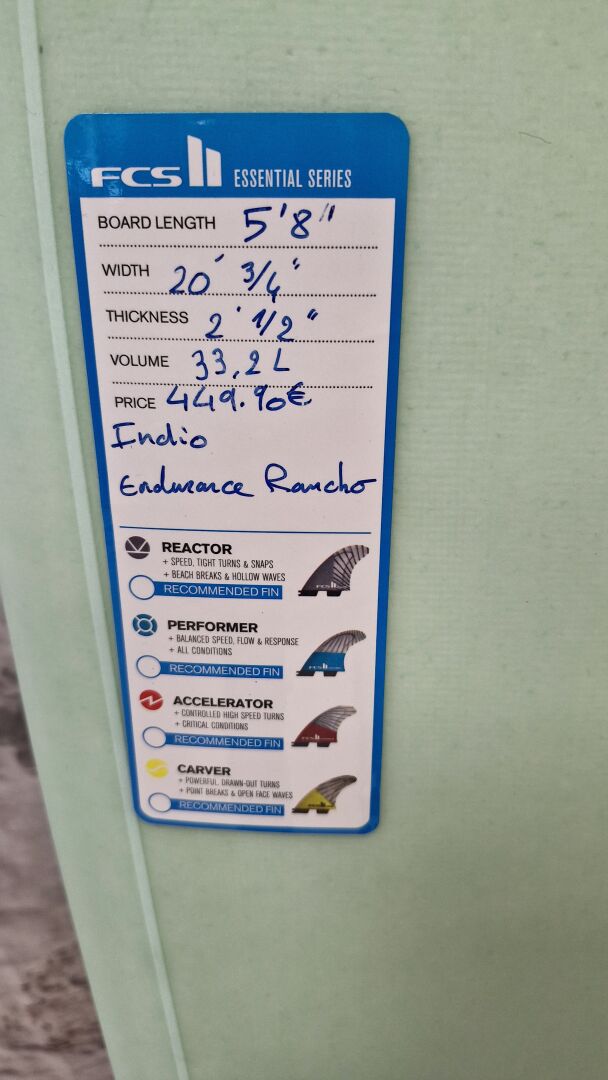 FCS II ESSENTIAL SERIES
BOARD LENGTH 5'8"
WIDTH 20' 3/4"
THICKNESS 2' 1/2"
VOLUME 33,2 L
PRICE 449.90€
Indio
Endurance Rancho
REACTOR
+ SPEED, TIGHT TURNS & SNAPS
+ BEACH BREAKS & HOLLOW WAVES
RECOMMENDED FIN
FCS
PERFORMER
+ BALANCED SPEED, FLOW & RESPONSE
+ ALL CONDITIONS
RECOMMENDED FIN
ACCELERATOR
+ CONTROLLED HIGH SPEED TURNS
+ CRITICAL CONDITIONS
RECOMMENDED FIN
CARVER
+ POWERFUL, DRAWN-OUT TURNS
+ POINT BREAKS & OPEN FACE WAVES
RECOMMENDED FIN